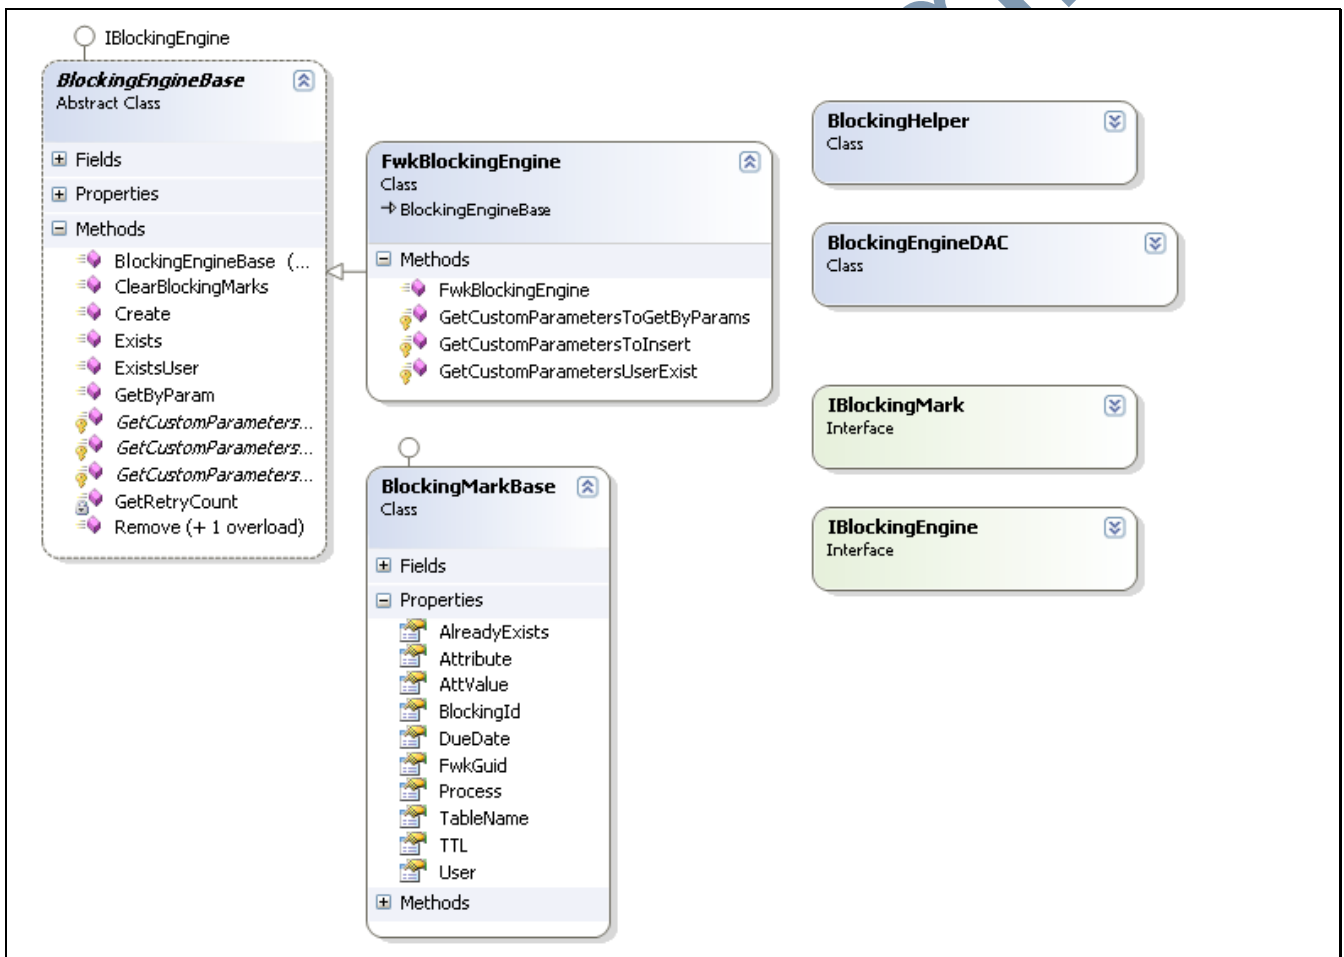 IBlockingEngine
BlockingEngineBase
Abstract Class
Fields
Properties
Methods
BlockingEngineBase (...
ClearBlockingMarks
Create
Exists
ExistsUser
GetByParam
GetCustomParameters...
GetCustomParameters...
GetCustomParameters...
GetRetryCount
Remove (+ 1 overload)
FwkBlockingEngine
Class
BlockingEngineBase
Methods
FwkBlockingEngine
GetCustomParametersToGetByParams
GetCustomParametersToInsert
GetCustomParametersUserExist
BlockingMarkBase
Class
Fields
Properties
AlreadyExists
Attribute
AttValue
BlockingId
DueDate
FwkGuid
Process
TableName
TTL
User
Methods
BlockingHelper
Class
BlockingEngineDAC
Class
IBlockingMark
Interface
IBlockingEngine
Interface